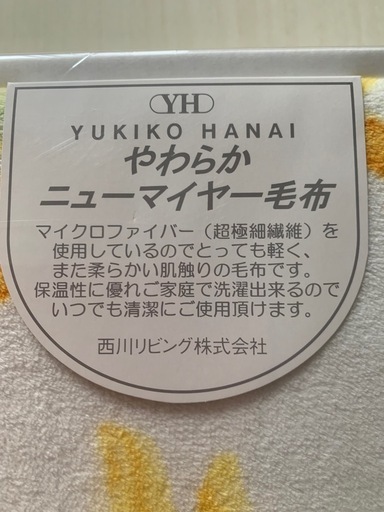 YH
YUKIKO HANAI
やわらか
ニューマイヤー毛布
マイクロファイバー（超極細繊維）を
使用しているのでとっても軽く、
また柔らかい肌触りの毛布です。
保温性に優れご家庭で洗濯出来るので
いつでも清潔にご使用頂けます。
西川リビング株式会社